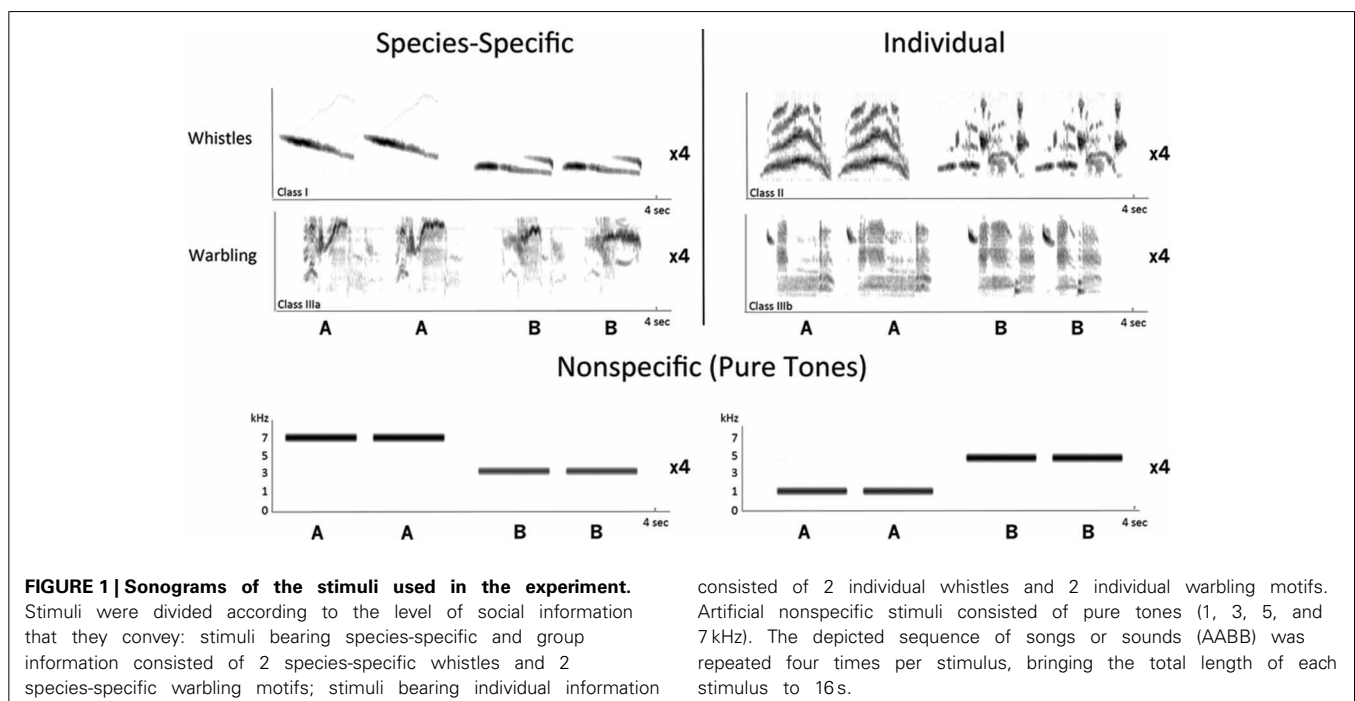 Species-Specific
Individual
Whistles
x4
Class I
4 sec
x4
Class II
4 sec
Warbling
x4
Class IIIa
4 sec
A A B B
x4
Class IIIb
4 sec
A A B B
Nonspecific (Pure Tones)
kHz
7
5
3
1
0
x4
4 sec
A A B B
kHz
7
5
3
1
0
x4
4 sec
A A B B
FIGURE 1 | Sonograms of the stimuli used in the experiment.
Stimuli were divided according to the level of social information
that they convey: stimuli bearing species-specific and group
information consisted of 2 species-specific whistles and 2
species-specific warbling motifs; stimuli bearing individual information
consisted of 2 individual whistles and 2 individual warbling motifs.
Artificial nonspecific stimuli consisted of pure tones (1, 3, 5, and
7 kHz). The depicted sequence of songs or sounds (AABB) was
repeated four times per stimulus, bringing the total length of each
stimulus to 16 s.